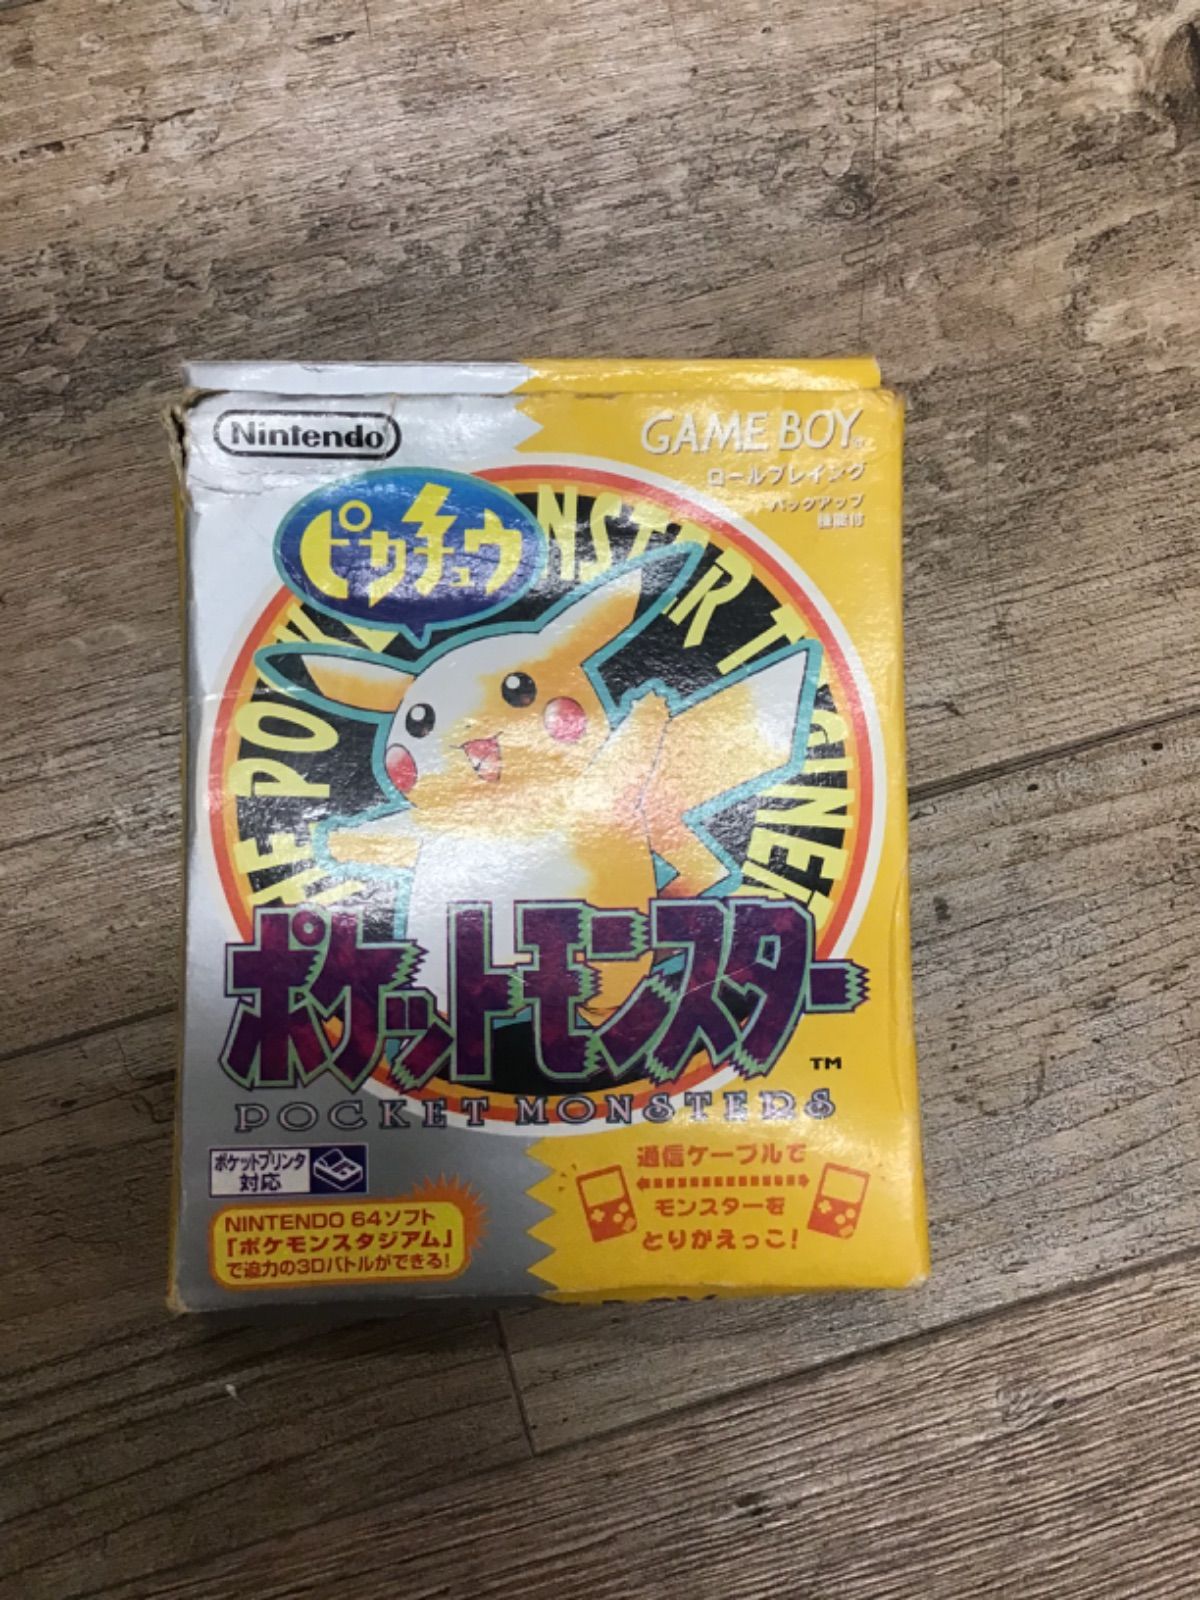 Nintendo
GAME BOY
ロールプレイング
バックアップ
機能付
ピカチュウ
ポケットモンスター
TM
POCKET MONSTERS
ポケットプリンタ
対応
NINTENDO 64ソフト
「ポケモンスタジアム」
で迫力の3Dバトルができる!
通信ケーブルで
モンスターを
とりかえっこ!